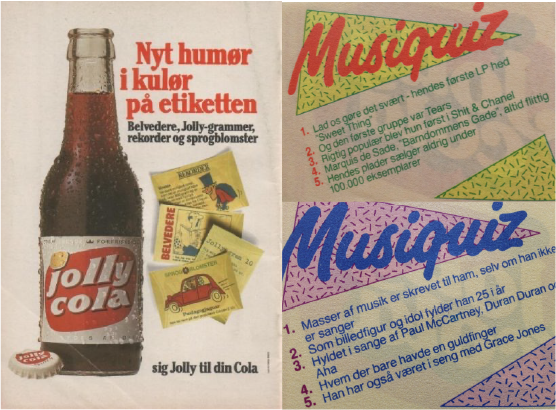 Nyt humør
i kulør
på etiketten
Belvedere, Jolly-grammer,
rekorder og sprogblomster
BELVEDERE
jolly
cola
sig Jolly til din Cola
Musiquiz
1. Lad os gøre det svært - hendes første LP hed
"Sweet Thing"
2. Og den første gruppe var Tears
3. Rigtig populær blev hun først i Shit & Chanel
4. Marquis de Sade, "Barndommens Gade", altid flittig
5. Hendes plader sælger aldrig under
100.000 eksemplarer
Musiquiz
1. Masser af musik er skrevet til ham, selv om han ikke
er sanger
2. Som billedfigur og idol fylder han 25 i år
3. Hyldet i sange af Paul McCartney, Duran Duran o
Aha
4. Hvem der bare havde en guldfinger
5. Han har også været i seng med Grace Jones